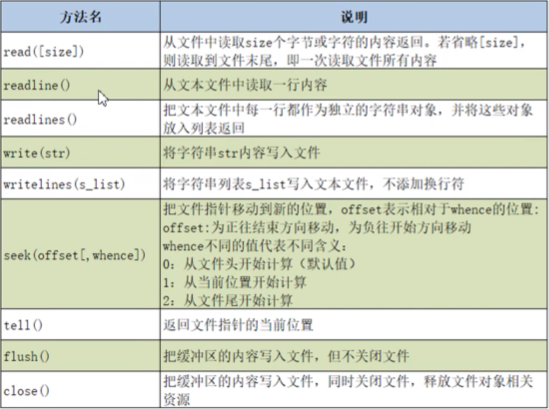 方法名 说明
read([size]) 从文件中读取size个字节或字符的内容返回。若省略[size],
则读取到文件末尾,即一次读取文件所有内容
readline() 从文本文件中读取一行内容
readlines() 把文本文件中每一行都作为独立的字符串对象,并将这些对象
放入列表返回
write(str) 将字符串str内容写入文件
writelines(s_list) 将字符串列表s_list写入文本文件,不添加换行符
seek(offset[,whence]) 把文件指针移动到新的位置,offset表示相对于whence的位置:
offset:为正往结束方向移动,为负往开始方向移动
whence不同的值代表不同含义:
0: 从文件头开始计算(默认值)
1: 从当前位置开始计算
2: 从文件尾开始计算
tell() 返回文件指针的当前位置
flush() 把缓冲区的内容写入文件,但不关闭文件
close() 把缓冲区的内容写入文件,同时关闭文件,释放文件对象相关
资源